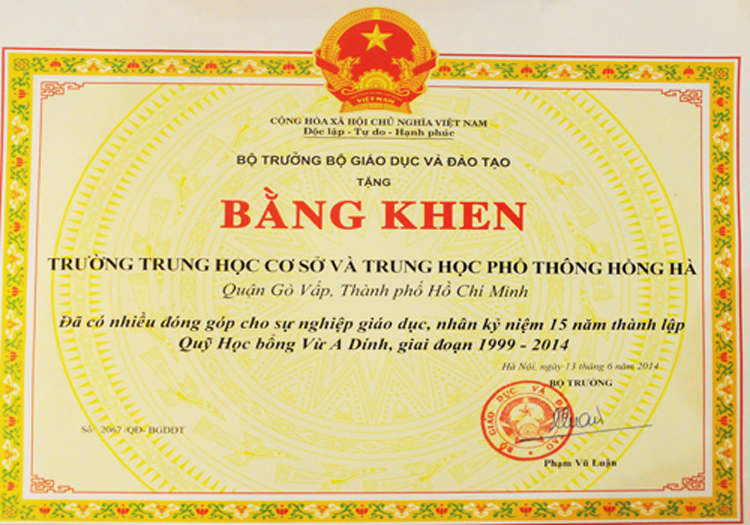 VIỆT NAM
CỘNG HÒA XÃ HỘI CHỦ NGHĨA VIỆT NAM
Độc lập - Tự do - Hạnh phúc
BỘ TRƯỞNG BỘ GIÁO DỤC VÀ ĐÀO TẠO
TẶNG
BẰNG KHEN
TRƯỜNG TRUNG HỌC CƠ SỞ VÀ TRUNG HỌC PHỔ THÔNG HỒNG HÀ
Quận Gò Vấp, Thành phố Hồ Chí Minh
Đã có nhiều đóng góp cho sự nghiệp giáo dục, nhân kỷ niệm 15 năm thành lập
Quỹ Học bổng Vừ A Dính, giai đoạn 1999 - 2014
Hà Nội, ngày 13 tháng 6 năm 2014
BỘ TRƯỞNG
BỘ GIÁO DỤC VÀ ĐÀO TẠO
Số: 2067 /QĐ- BGDĐT
Phạm Vũ Luận